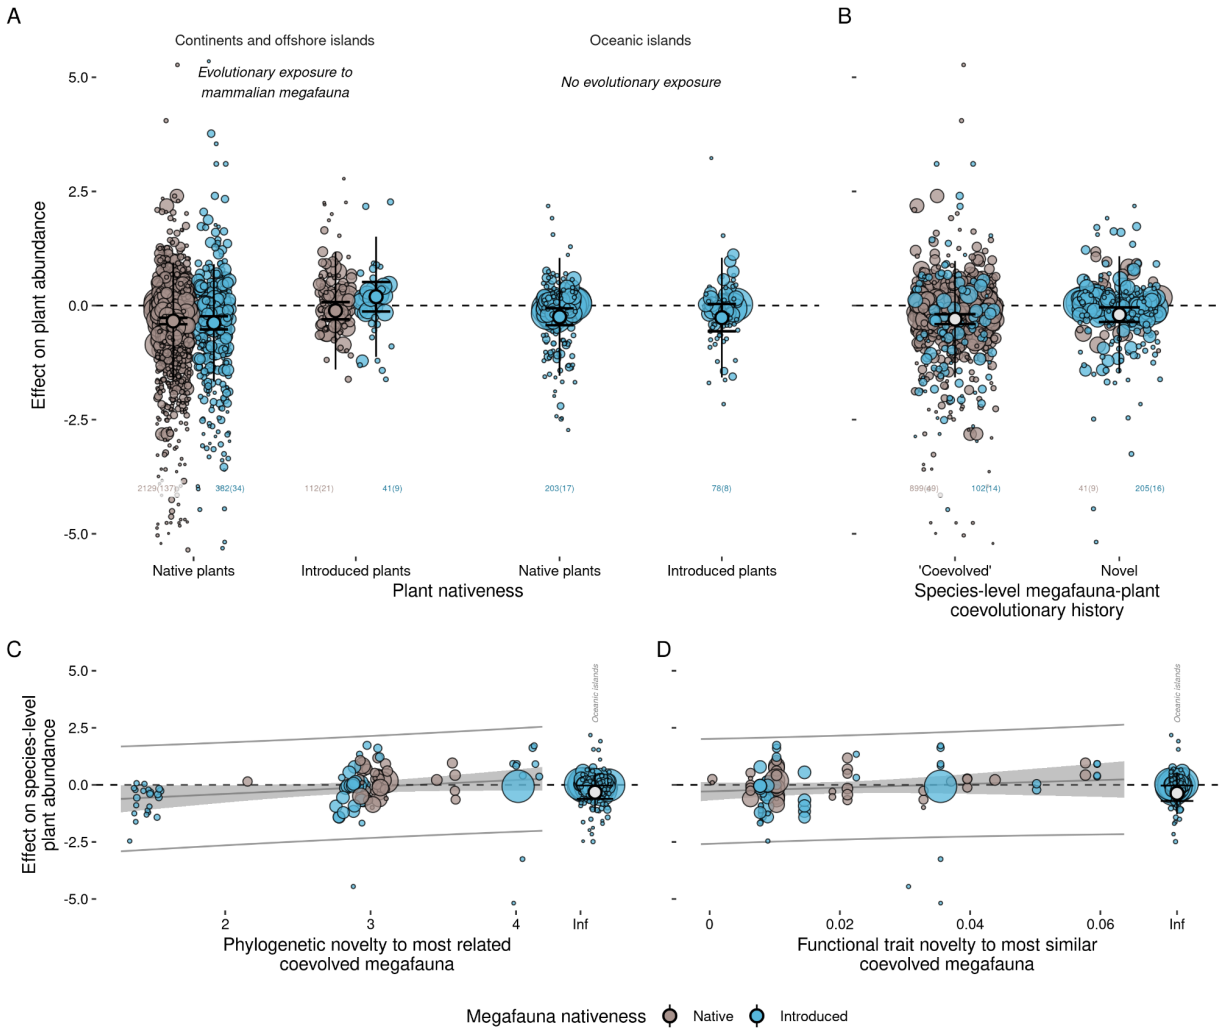 A
B
Continents and offshore islands
Oceanic islands
Evolutionary exposure to
mammalian megafauna
No evolutionary exposure
5.0
2.5
0.0
-2.5
-5.0
Effect on plant abundance
382(34)
112(21)
41(9)
203(17)
78(8)
899(49)
102(14)
41(9)
205(16)
Native plants
Introduced plants
Native plants
Introduced plants
Plant nativeness
'Coevolved'
Novel
Species-level megafauna-plant
coevolutionary history
C
D
5.0
2.5
0.0
-2.5
-5.0
Effect on species-level
plant abundance
Oceanic islands
Oceanic islands
2
3
4
Inf
Phylogenetic novelty to most related
coevolved megafauna
0
0.02
0.04
0.06
Inf
Functional trait novelty to most similar
coevolved megafauna
Megafauna nativeness
Native
Introduced